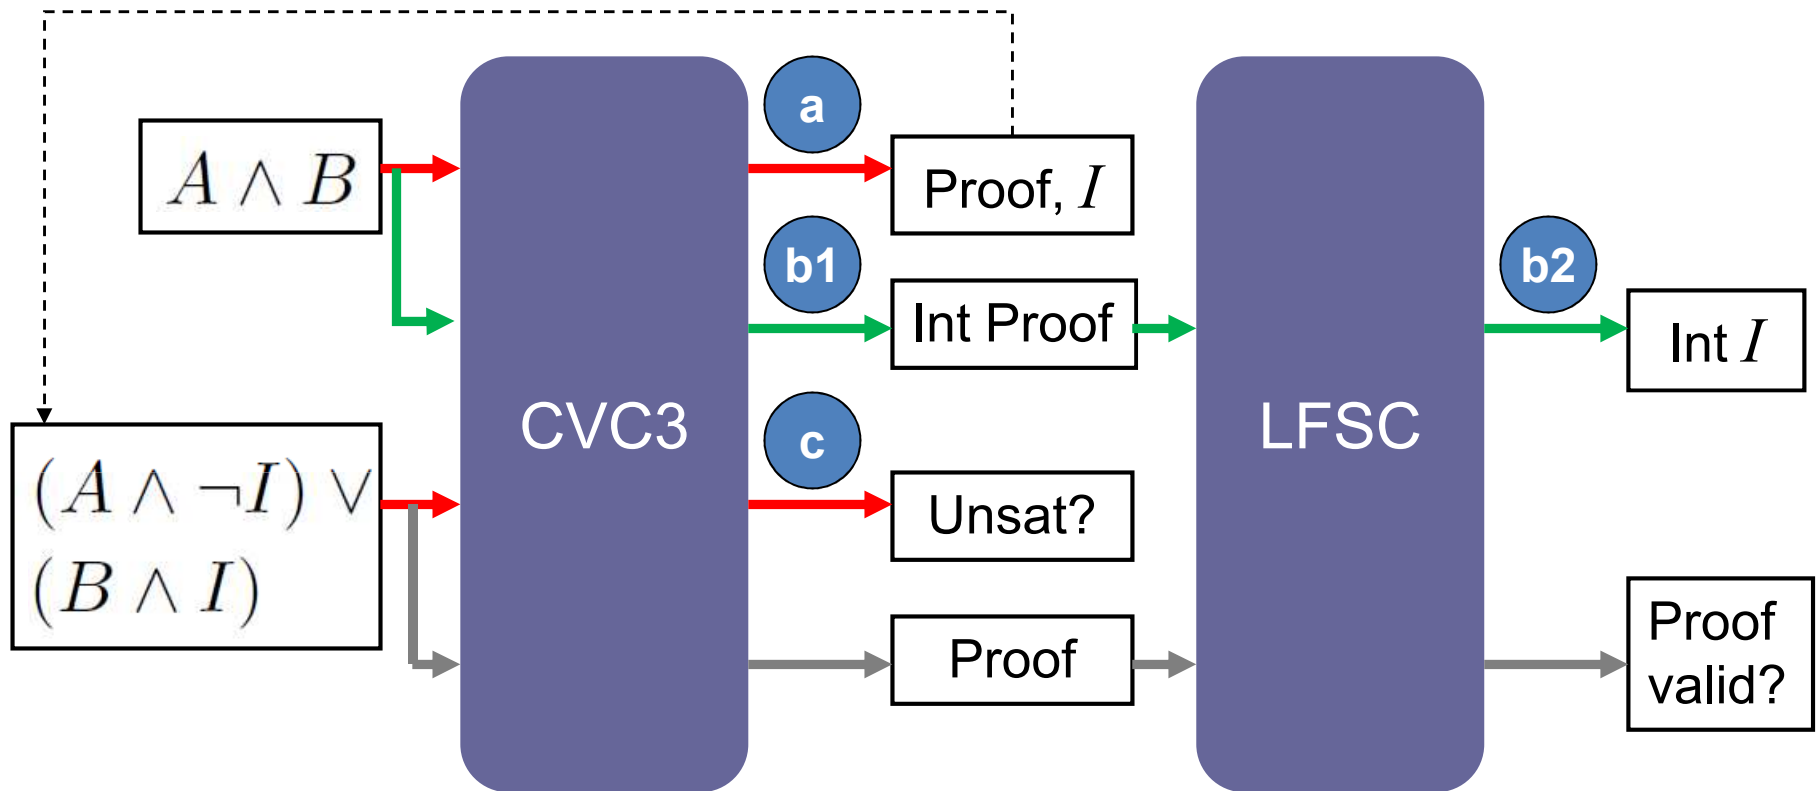 a
A ∧ B
Proof, I
b1
b2
Int Proof
Int I
CVC3
LFSC
c
(A ∧ ¬I) ∨
(B ∧ I)
Unsat?
Proof
Proof
valid?